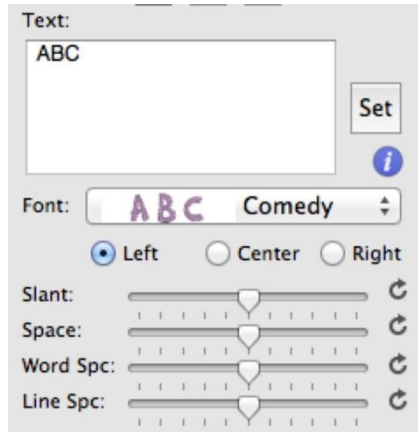 Text:
ABC
Set
i
Font: ABC Comedy
Left Center Right
Slant:
Space:
Word Spc:
Line Spc: